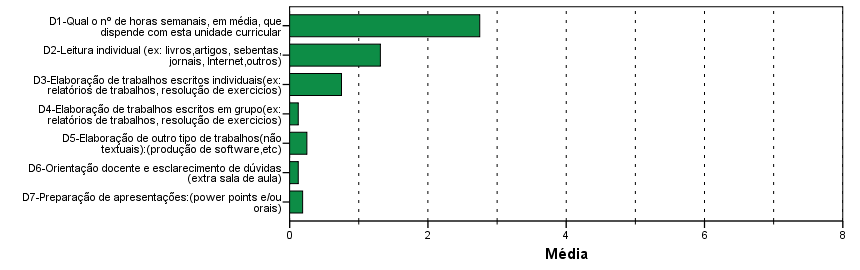 D1-Qual o nº de horas semanais, em média, que
dispende com esta unidade curricular
D2-Leitura individual (ex: livros,artigos, sebentas,
jornais, Internet,outros)
D3-Elaboração de trabalhos escritos individuais(ex:
relatórios de trabalhos, resolução de exercicios)
D4-Elaboração de trabalhos escritos em grupo(ex:
relatórios de trabalhos, resolução de exercicios)
D5-Elaboração de outro tipo de trabalhos(não
textuais):(produção de software,etc)
D6-Orientação docente e esclarecimento de dúvidas
(extra sala de aula)
D7-Preparação de apresentações:(power points e/ou
orais)
0 2 4 6 8
Média